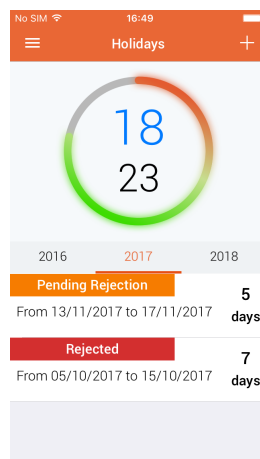 No SIM 16:49
Holidays
18
23
2016 2017 2018
Pending Rejection
5
From 13/11/2017 to 17/11/2017
days
Rejected
7
From 05/10/2017 to 15/10/2017
days